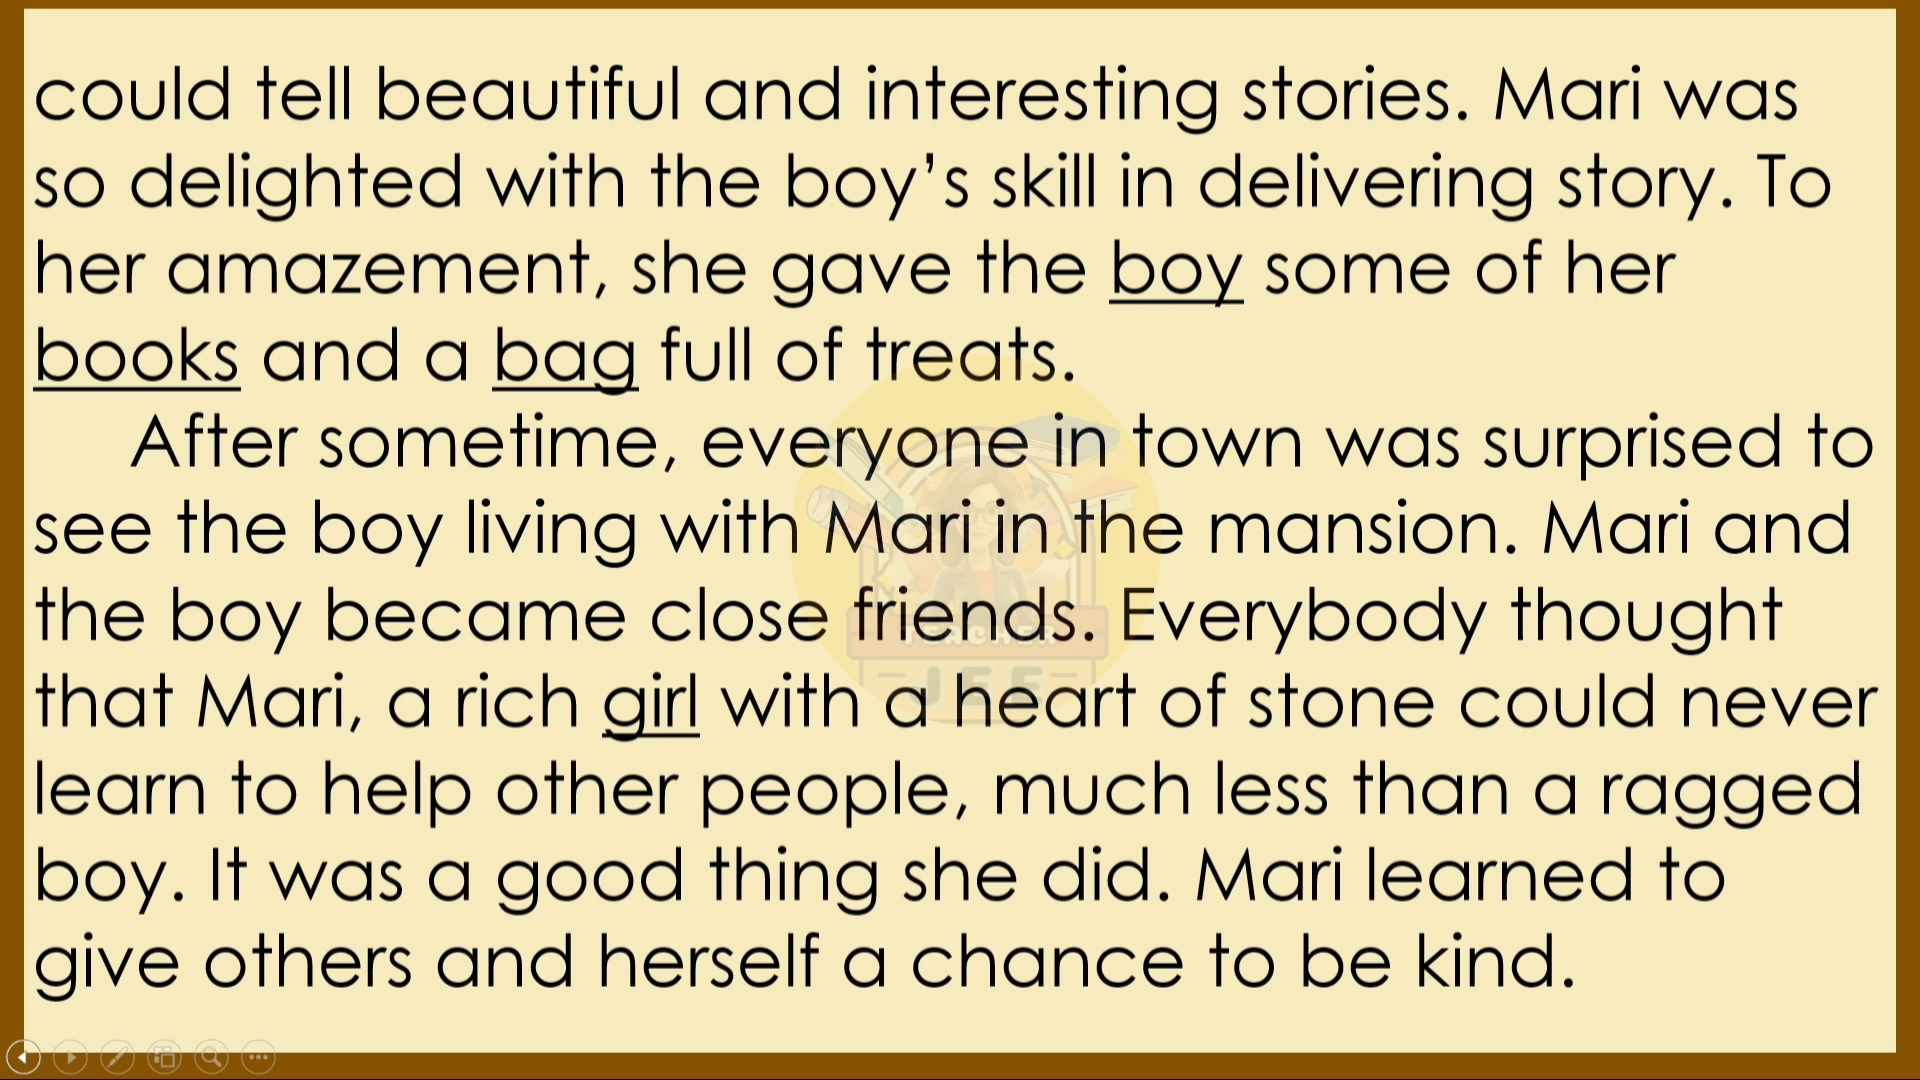 could tell beautiful and interesting stories. Mari was
so delighted with the boy’s skill in delivering story. To
her amazement, she gave the boy some of her
books and a bag full of treats.
After sometime, everyone in town was surprised to
see the boy living with Mari in the mansion. Mari and
the boy became close friends. Everybody thought
that Mari, a rich girl with a heart of stone could never
learn to help other people, much less than a ragged
boy. It was a good thing she did. Mari learned to
give others and herself a chance to be kind.
TEACHER
JEE